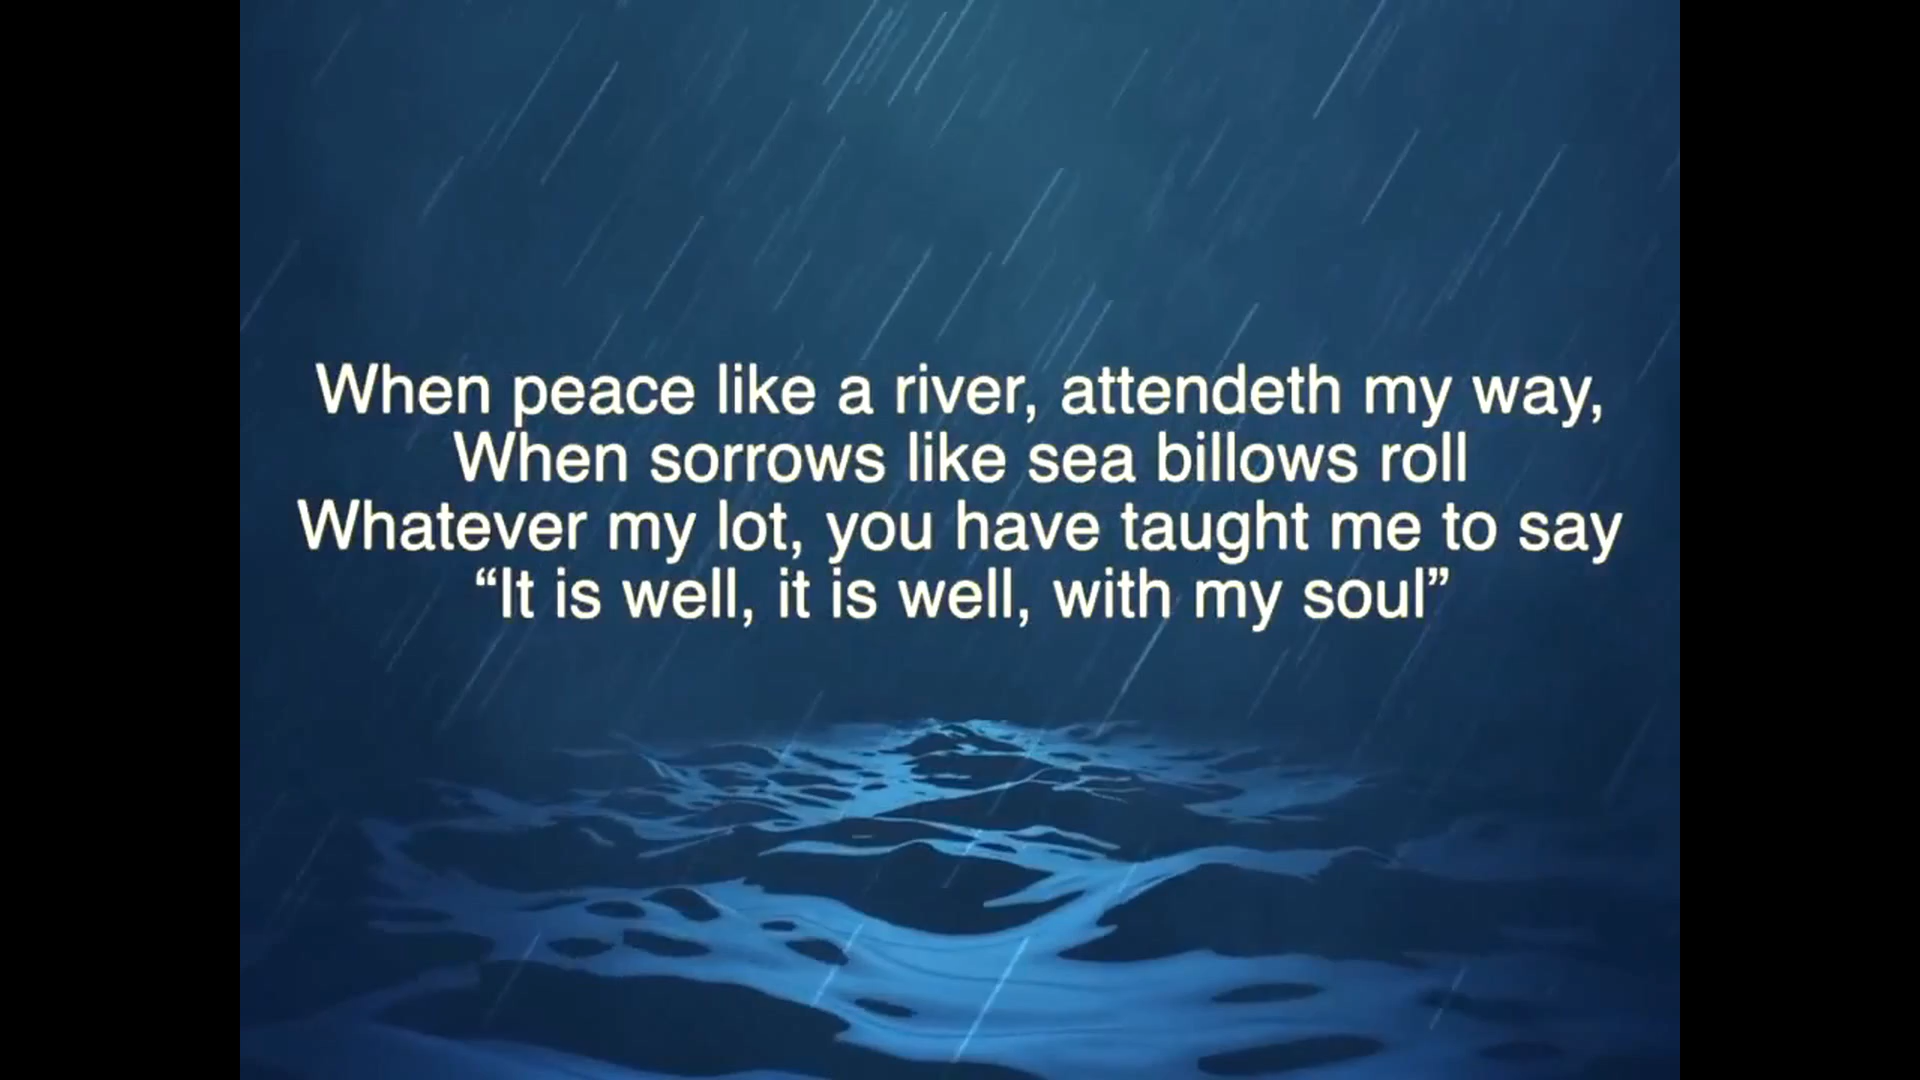 When peace like a river, attendeth my way,
When sorrows like sea billows roll
Whatever my lot, you have taught me to say
“It is well, it is well, with my soul”